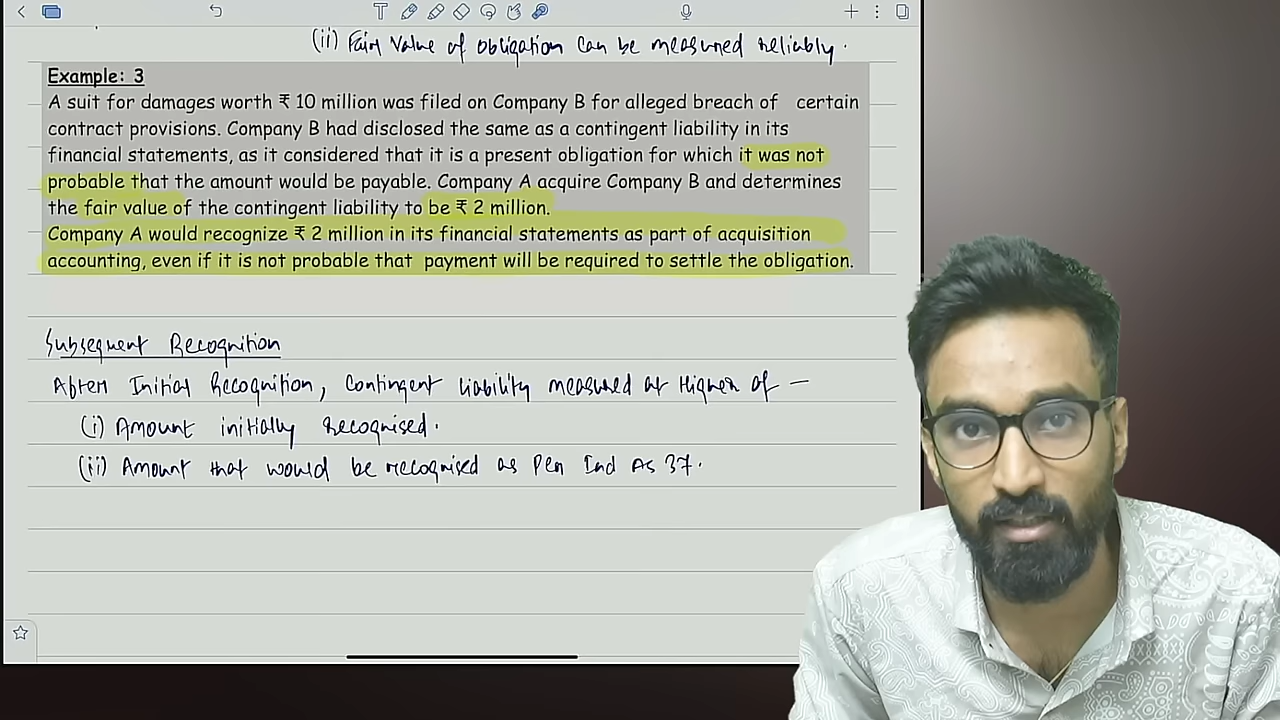 (ii) Fair Value of obligation can be measured reliably.
Example: 3
A suit for damages worth ₹ 10 million was filed on Company B for alleged breach of certain
contract provisions. Company B had disclosed the same as a contingent liability in its
financial statements, as it considered that it is a present obligation for which it was not
probable that the amount would be payable. Company A acquire Company B and determines
the fair value of the contingent liability to be ₹ 2 million.
Company A would recognize ₹ 2 million in its financial statements as part of acquisition
accounting, even if it is not probable that payment will be required to settle the obligation.
Subsequent Recognition
After Initial Recognition, Contingent liability measured at Higher of —
(i) Amount initially Recognised.
(ii) Amount that would be recognised as Per Ind As 37.